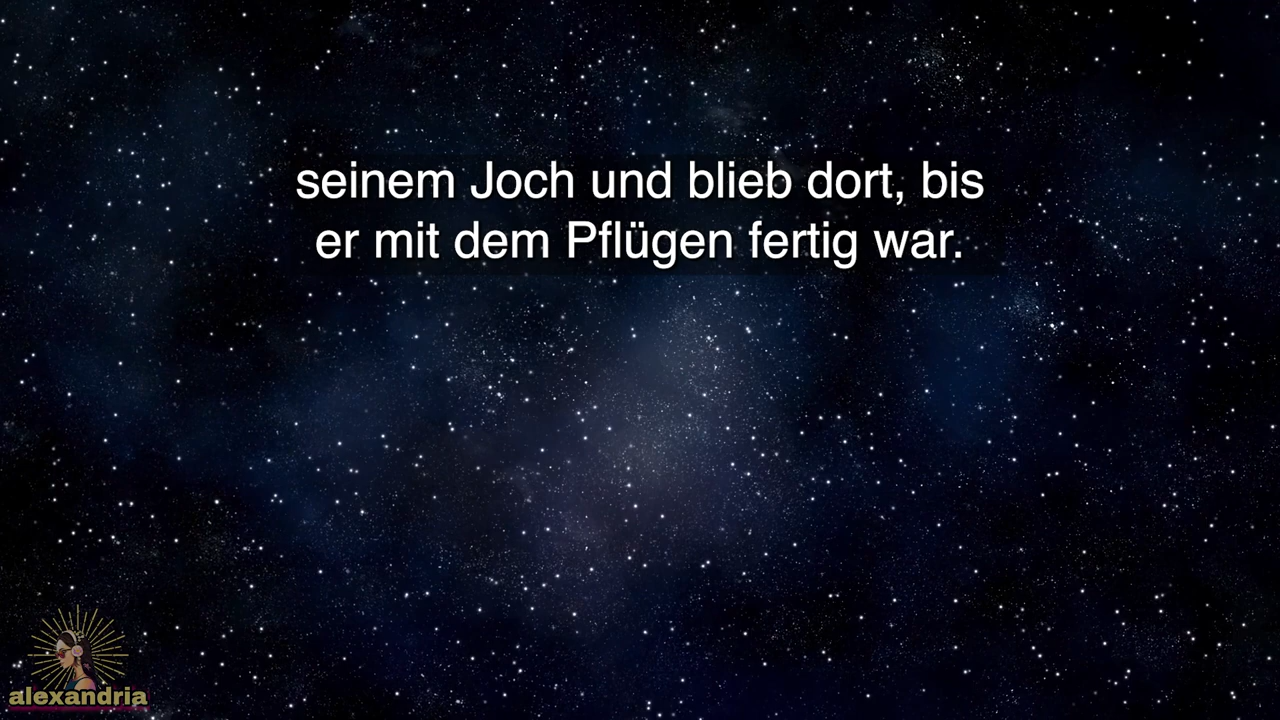 seinem Joch und blieb dort, bis
er mit dem Pflügen fertig war.
alexandria